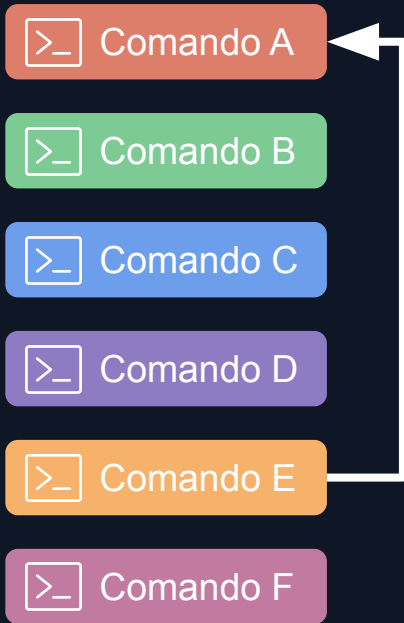 >_ Comando A
>_ Comando B
>_ Comando C
>_ Comando D
>_ Comando E
>_ Comando F